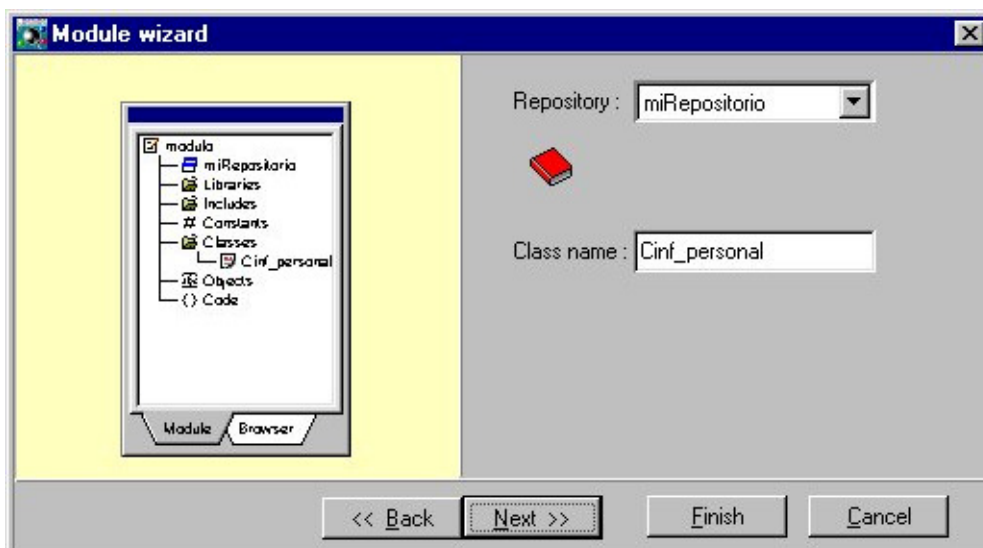 Module wizard
modulo
miRepositorio
Libraries
Includes
# Constants
Classes
Cinf_personal
Objects
{} Code
Module Browser
Repository : miRepositorio
Class name : Cinf_personal
<< Back Next >> Finish Cancel